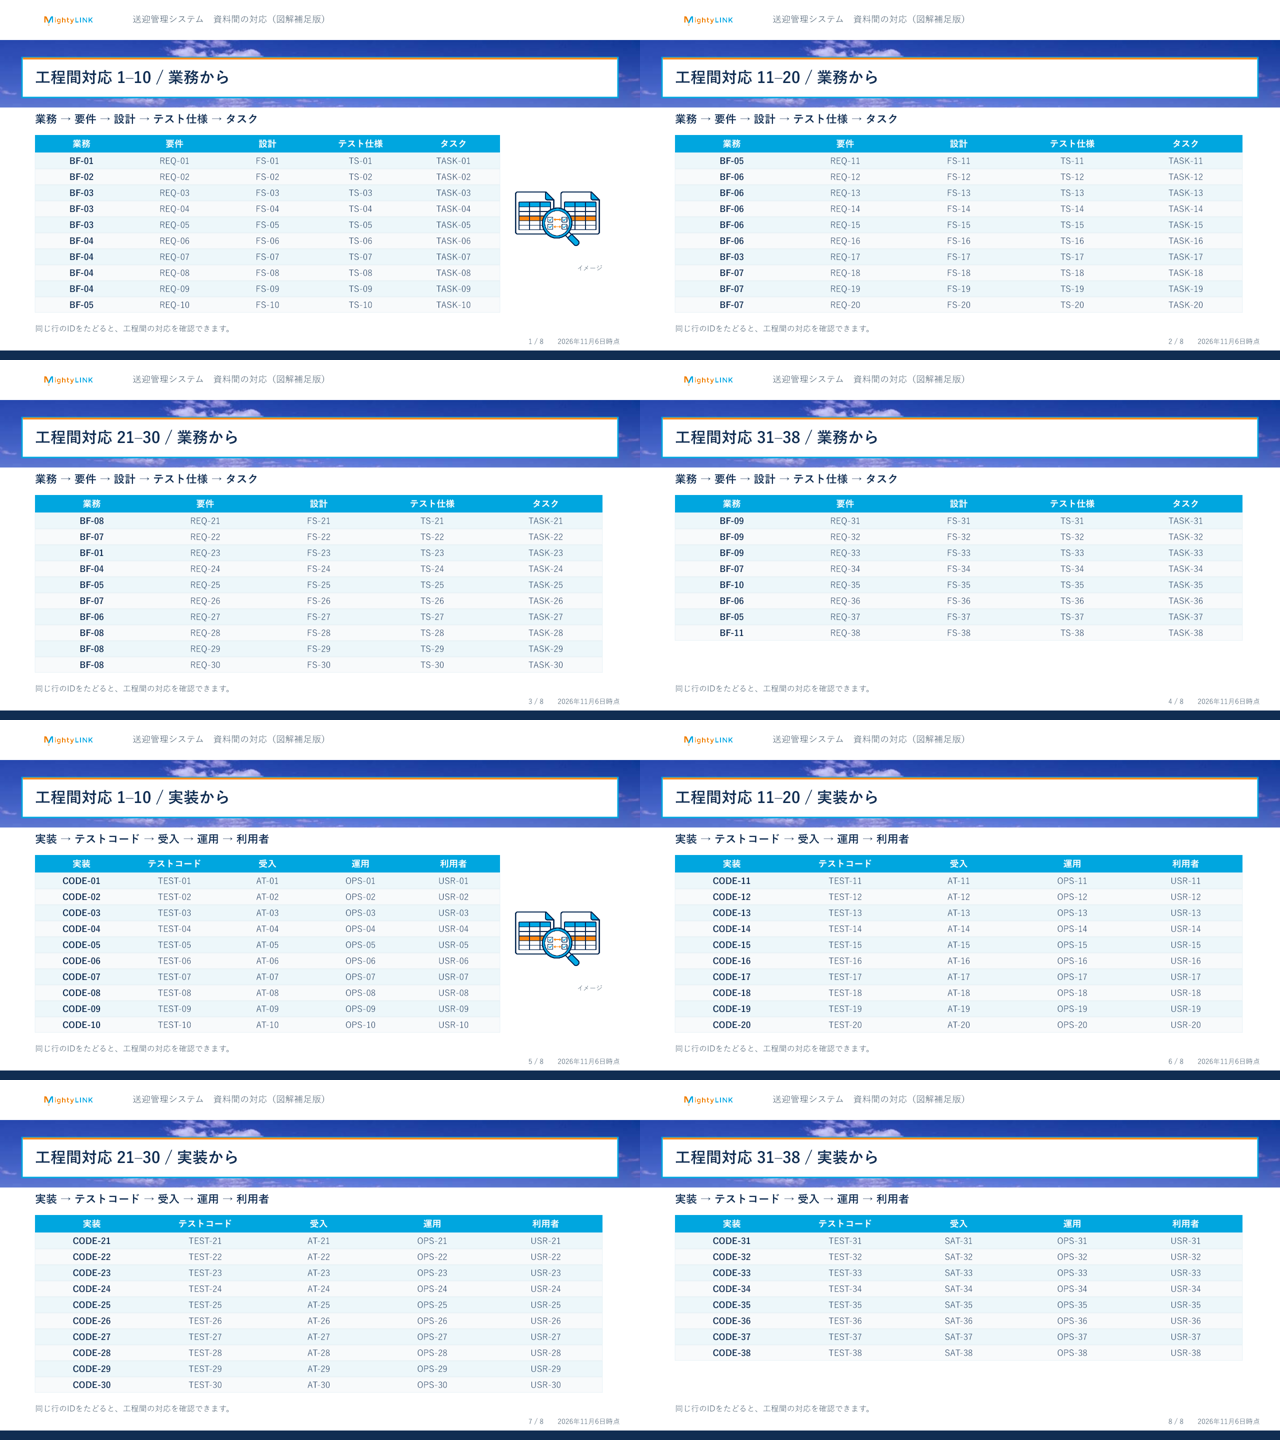 MightyLINK 送迎管理システム 資料間の対応（図解補足版）
工程間対応 1–10 / 業務から
業務 → 要件 → 設計 → テスト仕様 → タスク
業務 要件 設計 テスト仕様 タスク
BF-01 REQ-01 FS-01 TS-01 TASK-01
BF-02 REQ-02 FS-02 TS-02 TASK-02
BF-03 REQ-03 FS-03 TS-03 TASK-03
BF-03 REQ-04 FS-04 TS-04 TASK-04
BF-03 REQ-05 FS-05 TS-05 TASK-05
BF-04 REQ-06 FS-06 TS-06 TASK-06
BF-04 REQ-07 FS-07 TS-07 TASK-07
BF-04 REQ-08 FS-08 TS-08 TASK-08
BF-04 REQ-09 FS-09 TS-09 TASK-09
BF-05 REQ-10 FS-10 TS-10 TASK-10
イメージ
同じ行のIDをたどると、工程間の対応を確認できます。
1 / 8 2026年11月6日時点
MightyLINK 送迎管理システム 資料間の対応（図解補足版）
工程間対応 11–20 / 業務から
業務 → 要件 → 設計 → テスト仕様 → タスク
業務 要件 設計 テスト仕様 タスク
BF-05 REQ-11 FS-11 TS-11 TASK-11
BF-06 REQ-12 FS-12 TS-12 TASK-12
BF-06 REQ-13 FS-13 TS-13 TASK-13
BF-06 REQ-14 FS-14 TS-14 TASK-14
BF-06 REQ-15 FS-15 TS-15 TASK-15
BF-06 REQ-16 FS-16 TS-16 TASK-16
BF-03 REQ-17 FS-17 TS-17 TASK-17
BF-07 REQ-18 FS-18 TS-18 TASK-18
BF-07 REQ-19 FS-19 TS-19 TASK-19
BF-07 REQ-20 FS-20 TS-20 TASK-20
同じ行のIDをたどると、工程間の対応を確認できます。
2 / 8 2026年11月6日時点
MightyLINK 送迎管理システム 資料間の対応（図解補足版）
工程間対応 21–30 / 業務から
業務 → 要件 → 設計 → テスト仕様 → タスク
業務 要件 設計 テスト仕様 タスク
BF-08 REQ-21 FS-21 TS-21 TASK-21
BF-07 REQ-22 FS-22 TS-22 TASK-22
BF-01 REQ-23 FS-23 TS-23 TASK-23
BF-04 REQ-24 FS-24 TS-24 TASK-24
BF-05 REQ-25 FS-25 TS-25 TASK-25
BF-07 REQ-26 FS-26 TS-26 TASK-26
BF-06 REQ-27 FS-27 TS-27 TASK-27
BF-08 REQ-28 FS-28 TS-28 TASK-28
BF-08 REQ-29 FS-29 TS-29 TASK-29
BF-08 REQ-30 FS-30 TS-30 TASK-30
同じ行のIDをたどると、工程間の対応を確認できます。
3 / 8 2026年11月6日時点
MightyLINK 送迎管理システム 資料間の対応（図解補足版）
工程間対応 31–38 / 業務から
業務 → 要件 → 設計 → テスト仕様 → タスク
業務 要件 設計 テスト仕様 タスク
BF-09 REQ-31 FS-31 TS-31 TASK-31
BF-09 REQ-32 FS-32 TS-32 TASK-32
BF-09 REQ-33 FS-33 TS-33 TASK-33
BF-07 REQ-34 FS-34 TS-34 TASK-34
BF-10 REQ-35 FS-35 TS-35 TASK-35
BF-06 REQ-36 FS-36 TS-36 TASK-36
BF-05 REQ-37 FS-37 TS-37 TASK-37
BF-11 REQ-38 FS-38 TS-38 TASK-38
同じ行のIDをたどると、工程間の対応を確認できます。
4 / 8 2026年11月6日時点
MightyLINK 送迎管理システム 資料間の対応（図解補足版）
工程間対応 1–10 / 実装から
実装 → テストコード → 受入 → 運用 → 利用者
実装 テストコード 受入 運用 利用者
CODE-01 TEST-01 AT-01 OPS-01 USR-01
CODE-02 TEST-02 AT-02 OPS-02 USR-02
CODE-03 TEST-03 AT-03 OPS-03 USR-03
CODE-04 TEST-04 AT-04 OPS-04 USR-04
CODE-05 TEST-05 AT-05 OPS-05 USR-05
CODE-06 TEST-06 AT-06 OPS-06 USR-06
CODE-07 TEST-07 AT-07 OPS-07 USR-07
CODE-08 TEST-08 AT-08 OPS-08 USR-08
CODE-09 TEST-09 AT-09 OPS-09 USR-09
CODE-10 TEST-10 AT-10 OPS-10 USR-10
イメージ
同じ行のIDをたどると、工程間の対応を確認できます。
5 / 8 2026年11月6日時点
MightyLINK 送迎管理システム 資料間の対応（図解補足版）
工程間対応 11–20 / 実装から
実装 → テストコード → 受入 → 運用 → 利用者
実装 テストコード 受入 運用 利用者
CODE-11 TEST-11 AT-11 OPS-11 USR-11
CODE-12 TEST-12 AT-12 OPS-12 USR-12
CODE-13 TEST-13 AT-13 OPS-13 USR-13
CODE-14 TEST-14 AT-14 OPS-14 USR-14
CODE-15 TEST-15 AT-15 OPS-15 USR-15
CODE-16 TEST-16 AT-16 OPS-16 USR-16
CODE-17 TEST-17 AT-17 OPS-17 USR-17
CODE-18 TEST-18 AT-18 OPS-18 USR-18
CODE-19 TEST-19 AT-19 OPS-19 USR-19
CODE-20 TEST-20 AT-20 OPS-20 USR-20
同じ行のIDをたどると、工程間の対応を確認できます。
6 / 8 2026年11月6日時点
MightyLINK 送迎管理システム 資料間の対応（図解補足版）
工程間対応 21–30 / 実装から
実装 → テストコード → 受入 → 運用 → 利用者
実装 テストコード 受入 運用 利用者
CODE-21 TEST-21 AT-21 OPS-21 USR-21
CODE-22 TEST-22 AT-22 OPS-22 USR-22
CODE-23 TEST-23 AT-23 OPS-23 USR-23
CODE-24 TEST-24 AT-24 OPS-24 USR-24
CODE-25 TEST-25 AT-25 OPS-25 USR-25
CODE-26 TEST-26 AT-26 OPS-26 USR-26
CODE-27 TEST-27 AT-27 OPS-27 USR-27
CODE-28 TEST-28 AT-28 OPS-28 USR-28
CODE-29 TEST-29 AT-29 OPS-29 USR-29
CODE-30 TEST-30 AT-30 OPS-30 USR-30
同じ行のIDをたどると、工程間の対応を確認できます。
7 / 8 2026年11月6日時点
MightyLINK 送迎管理システム 資料間の対応（図解補足版）
工程間対応 31–38 / 実装から
実装 → テストコード → 受入 → 運用 → 利用者
実装 テストコード 受入 運用 利用者
CODE-31 TEST-31 SAT-31 OPS-31 USR-31
CODE-32 TEST-32 SAT-32 OPS-32 USR-32
CODE-33 TEST-33 SAT-33 OPS-33 USR-33
CODE-34 TEST-34 SAT-34 OPS-34 USR-34
CODE-35 TEST-35 SAT-35 OPS-35 USR-35
CODE-36 TEST-36 SAT-36 OPS-36 USR-36
CODE-37 TEST-37 SAT-37 OPS-37 USR-37
CODE-38 TEST-38 SAT-38 OPS-38 USR-38
同じ行のIDをたどると、工程間の対応を確認できます。
8 / 8 2026年11月6日時点